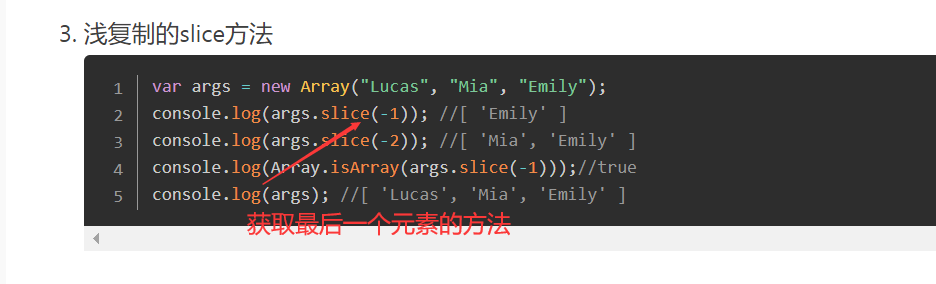 3. 浅复制的slice方法
1 var args = new Array("Lucas", "Mia", "Emily");
2 console.log(args.slice(-1)); //[ 'Emily' ]
3 console.log(args.slice(-2)); //[ 'Mia', 'Emily' ]
4 console.log(Array.isArray(args.slice(-1)));//true
5 console.log(args); //[ 'Lucas', 'Mia', 'Emily' ]
获取最后一个元素的方法